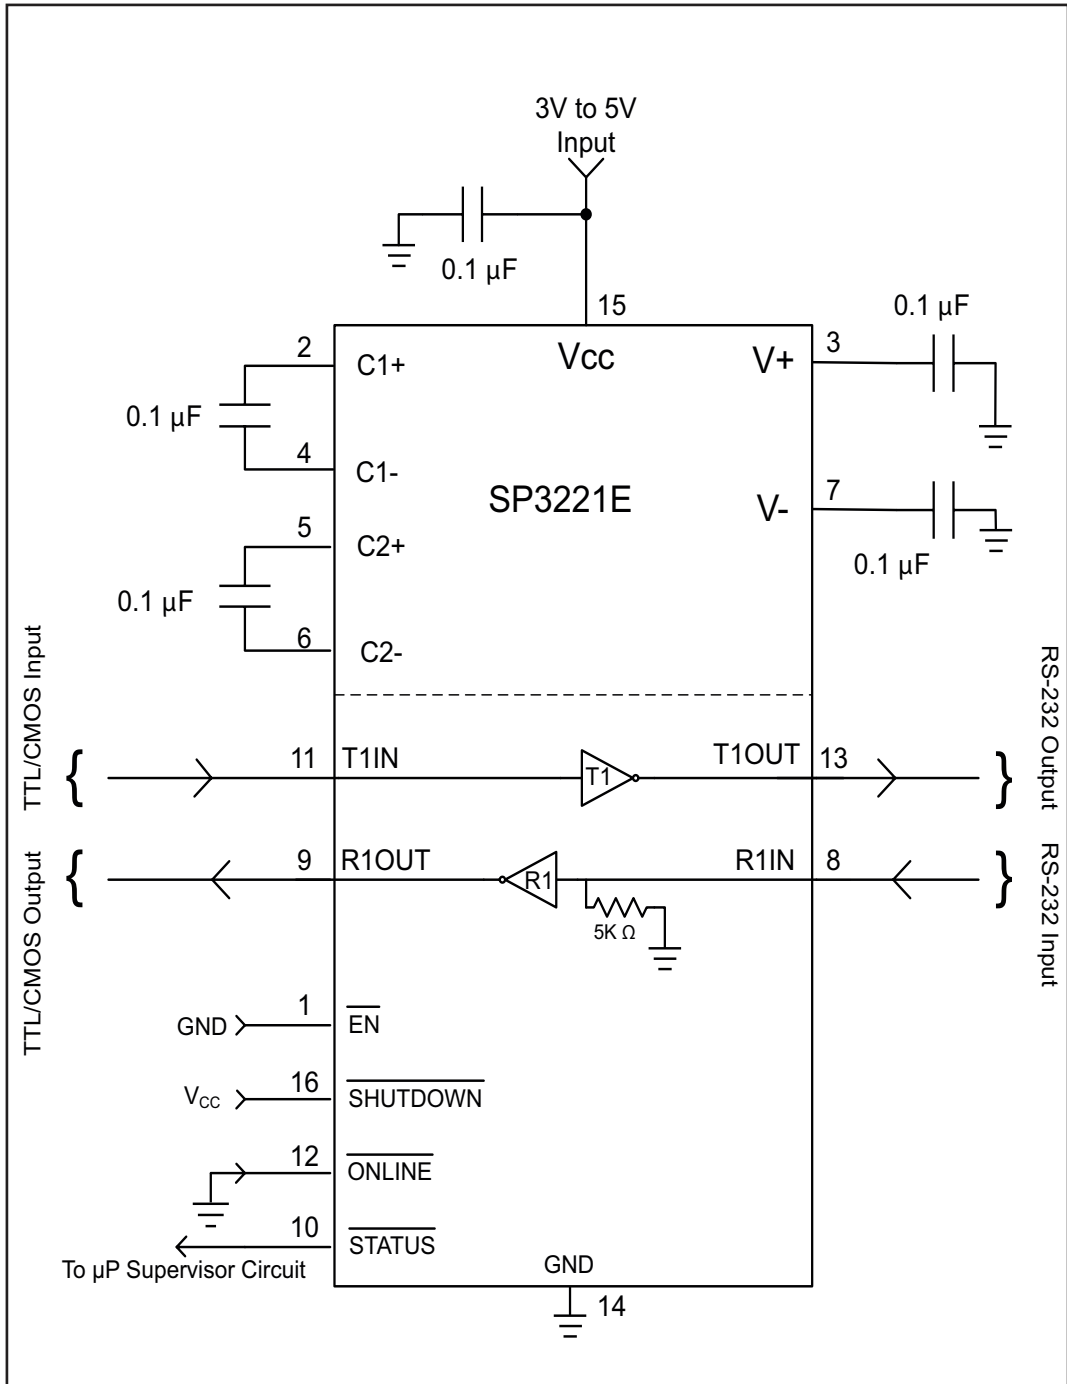 3V to 5V
Input
0.1 µF
15
0.1 µF
2
C1+
Vcc
V+
3
0.1 µF
4
C1-
SP3221E
V-
7
5
C2+
0.1 µF
0.1 µF
6
C2-
TTL/CMOS Input
{
11
T1IN
T1
T1OUT
13
}
RS-232 Output
TTL/CMOS Output
{
9
R1OUT
R1
R1IN
8
}
RS-232 Input
5K Ω
GND
1
EN
VCC
16
SHUTDOWN
12
ONLINE
10
STATUS
To µP Supervisor Circuit
GND
14